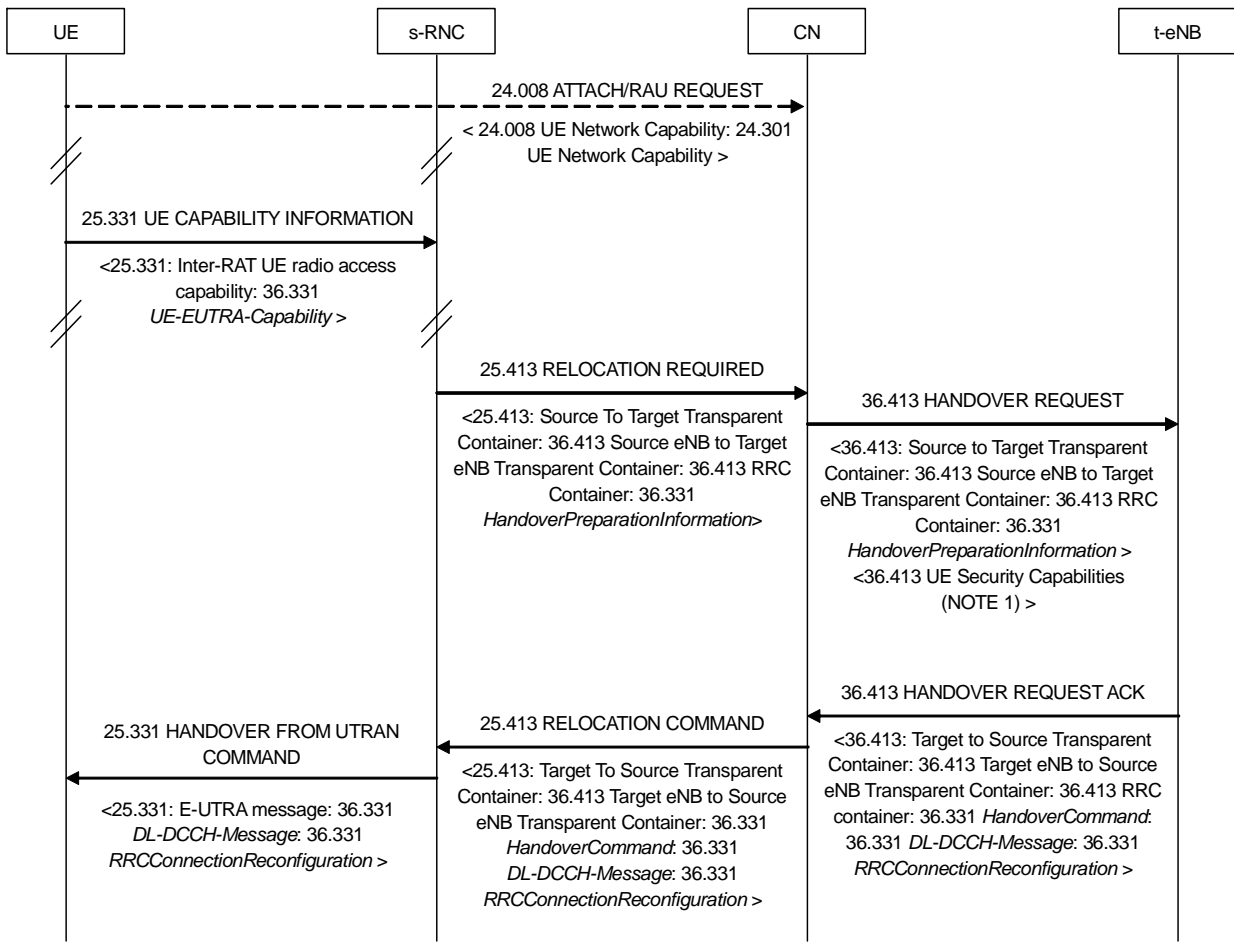 UE
s-RNC
CN
t-eNB
24.008 ATTACH/RAU REQUEST
< 24.008 UE Network Capability: 24.301
UE Network Capability >
25.331 UE CAPABILITY INFORMATION
<25.331: Inter-RAT UE radio access
capability: 36.331
UE-EUTRA-Capability >
25.413 RELOCATION REQUIRED
<25.413: Source To Target Transparent
Container: 36.413 Source eNB to Target
eNB Transparent Container: 36.413 RRC
Container: 36.331
HandoverPreparationInformation>
36.413 HANDOVER REQUEST
<36.413: Source to Target Transparent
Container: 36.413 Source eNB to Target
eNB Transparent Container: 36.413 RRC
Container: 36.331
HandoverPreparationInformation >
<36.413 UE Security Capabilities
(NOTE 1) >
36.413 HANDOVER REQUEST ACK
<36.413: Target to Source Transparent
Container: 36.413 Target eNB to Source
eNB Transparent Container: 36.413 RRC
container: 36.331 HandoverCommand:
36.331 DL-DCCH-Message: 36.331
RRCConnectionReconfiguration >
25.413 RELOCATION COMMAND
<25.413: Target To Source Transparent
Container: 36.413 Target eNB to Source
eNB Transparent Container: 36.331
HandoverCommand: 36.331
DL-DCCH-Message: 36.331
RRCConnectionReconfiguration >
25.331 HANDOVER FROM UTRAN
COMMAND
<25.331: E-UTRA message: 36.331
DL-DCCH-Message: 36.331
RRCConnectionReconfiguration >